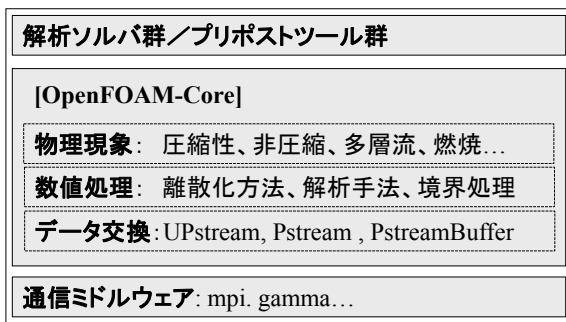 解析ソルバ群／プリポストツール群
[OpenFOAM-Core]
物理現象： 圧縮性、非圧縮、多層流、燃焼…
数値処理： 離散化方法、解析手法、境界処理
データ交換：UPstream, Pstream , PstreamBuffer
通信ミドルウェア: mpi. gamma…